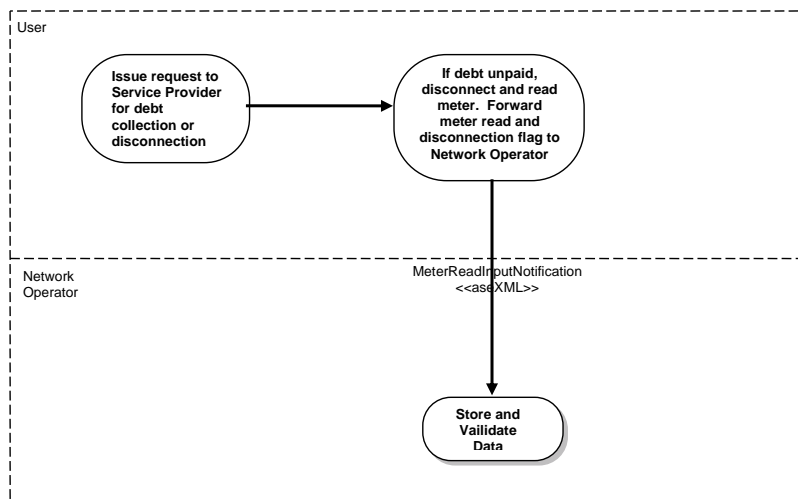 User
Issue request to
Service Provider
for debt
collection or
disconnection
If debt unpaid,
disconnect and read
meter. Forward
meter read and
disconnection flag to
Network Operator
Network
Operator
MeterReadInputNotification
<<aseXML>>
Store and
Vailidate
Data